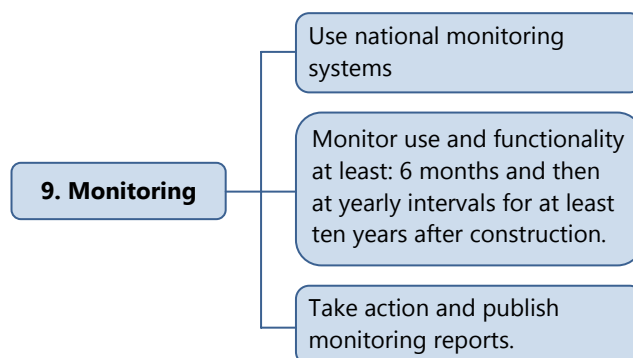 Use national monitoring
systems
Monitor use and functionality
at least: 6 months and then
at yearly intervals for at least
ten years after construction.
9. Monitoring
Take action and publish
monitoring reports.